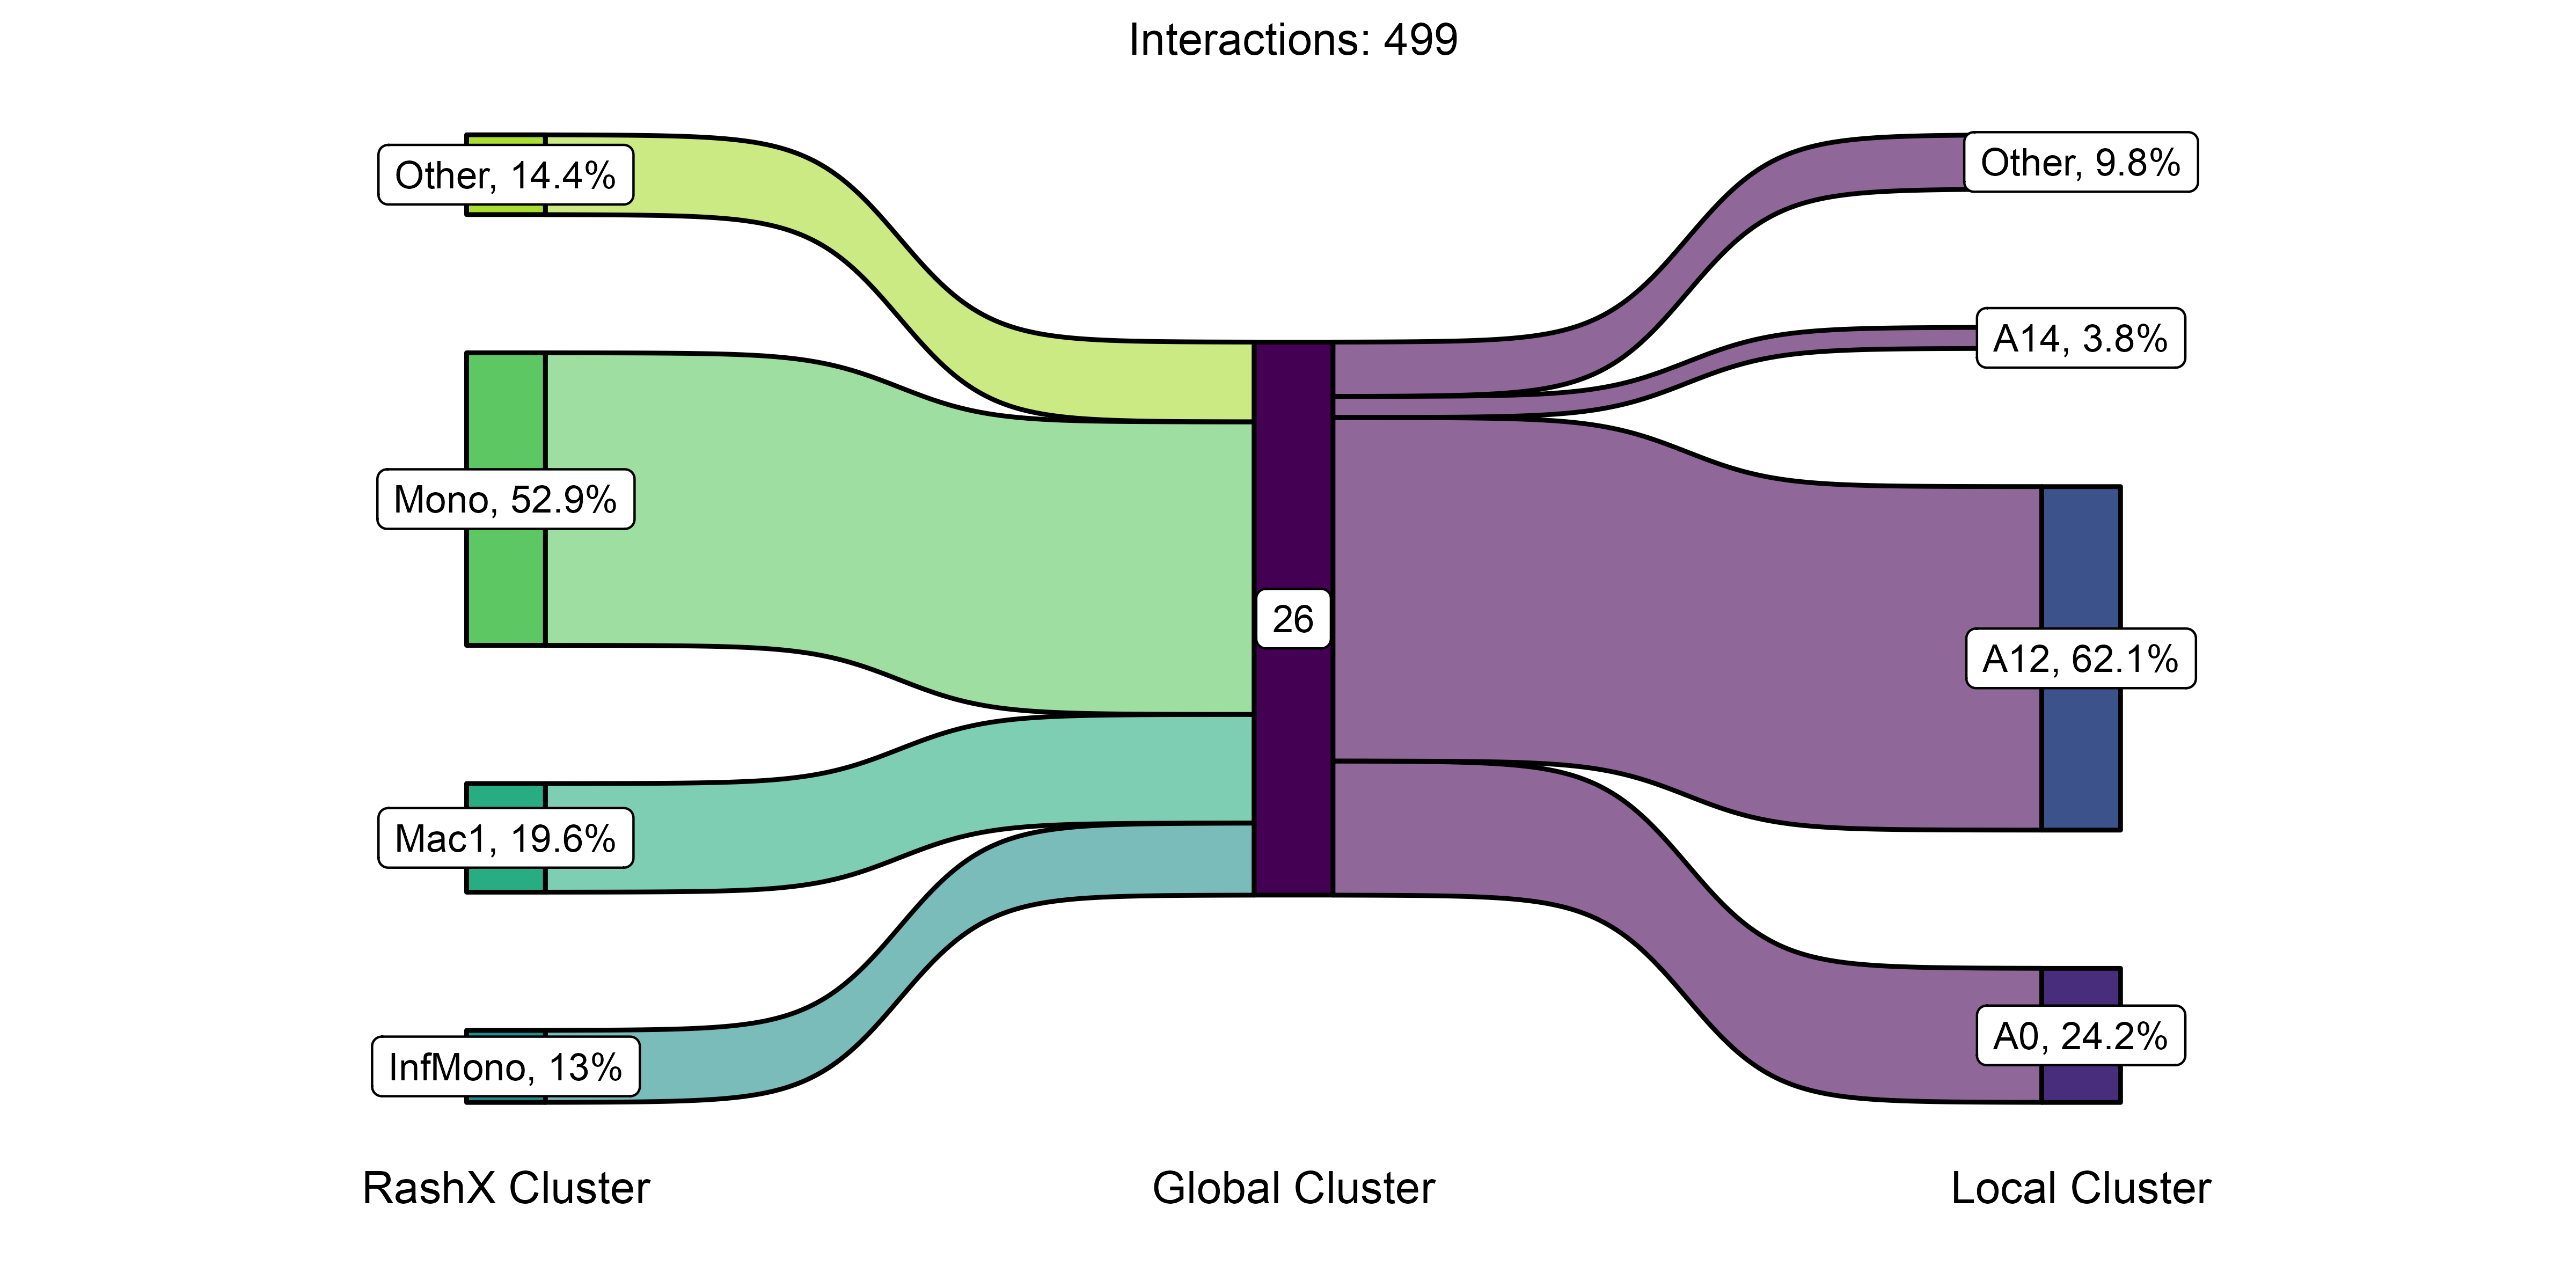 Interactions: 499
Other, 14.4%
Mono, 52.9%
Mac1, 19.6%
InfMono, 13%
26
Other, 9.8%
A14, 3.8%
A12, 62.1%
A0, 24.2%
RashX Cluster
Global Cluster
Local Cluster